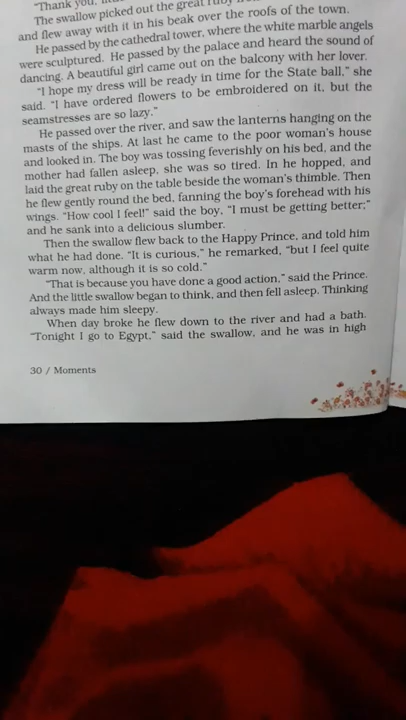 "Thank you,
The swallow picked out the great ruby
and flew away with it in his beak over the roofs of the town.
He passed by the cathedral tower, where the white marble angels
were sculptured. He passed by the palace and heard the sound of
dancing. A beautiful girl came out on the balcony with her lover.
"I hope my dress will be ready in time for the State ball," she
said. "I have ordered flowers to be embroidered on it, but the
seamstresses are so lazy."
He passed over the river, and saw the lanterns hanging on the
masts of the ships. At last he came to the poor woman's house
and looked in. The boy was tossing feverishly on his bed, and the
mother had fallen asleep, she was so tired. In he hopped, and
laid the great ruby on the table beside the woman's thimble. Then
he flew gently round the bed, fanning the boy's forehead with his
wings. "How cool I feel!" said the boy, "I must be getting better;"
and he sank into a delicious slumber.
Then the swallow flew back to the Happy Prince, and told him
what he had done. "It is curious," he remarked, "but I feel quite
warm now, although it is so cold."
"That is because you have done a good action," said the Prince.
And the little swallow began to think, and then fell asleep. Thinking
always made him sleepy.
When day broke he flew down to the river and had a bath.
"Tonight I go to Egypt," said the swallow, and he was in high
30 / Moments